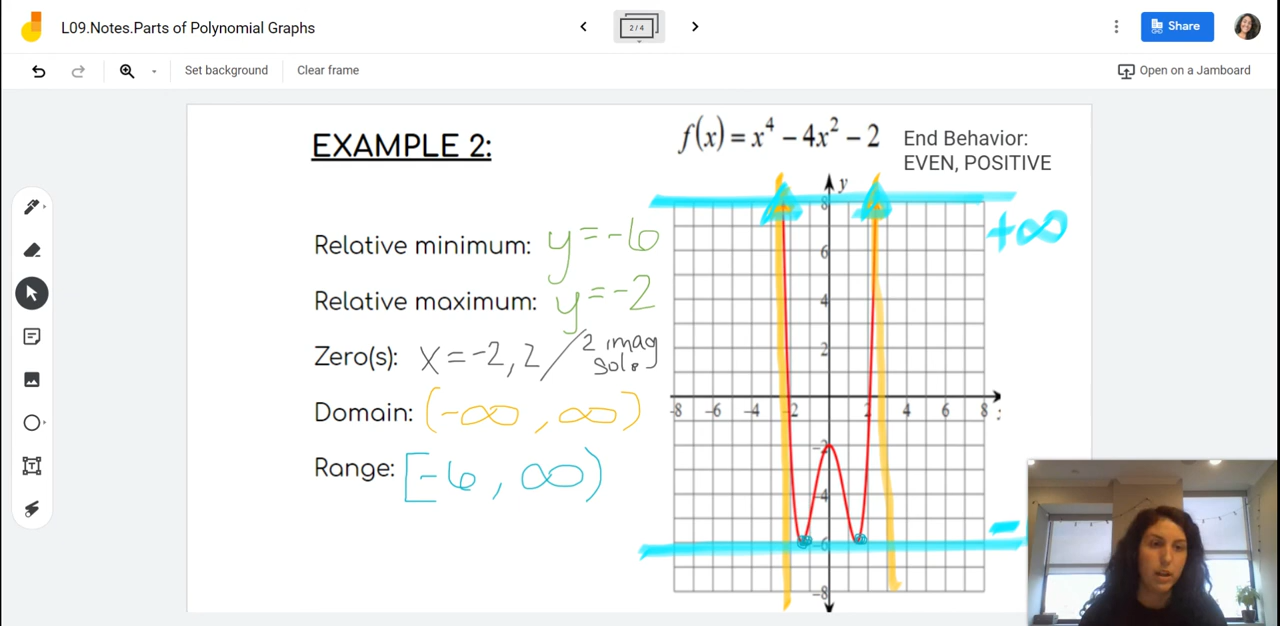 L09.Notes.Parts of Polynomial Graphs
2/4
Share
Set background
Clear frame
Open on a Jamboard
EXAMPLE 2:
f(x) = x⁴ – 4x² – 2
End Behavior:
EVEN, POSITIVE
Relative minimum: y=-6
Relative maximum: y=-2
Zero(s): x=-2, 2 / 2 imag
sol.
Domain: (-∞, ∞)
Range: [-6, ∞)
y
8
+∞
6
4
2
-8 -6 -4 -2 2 4 6 8
-2
-4
-6
-8